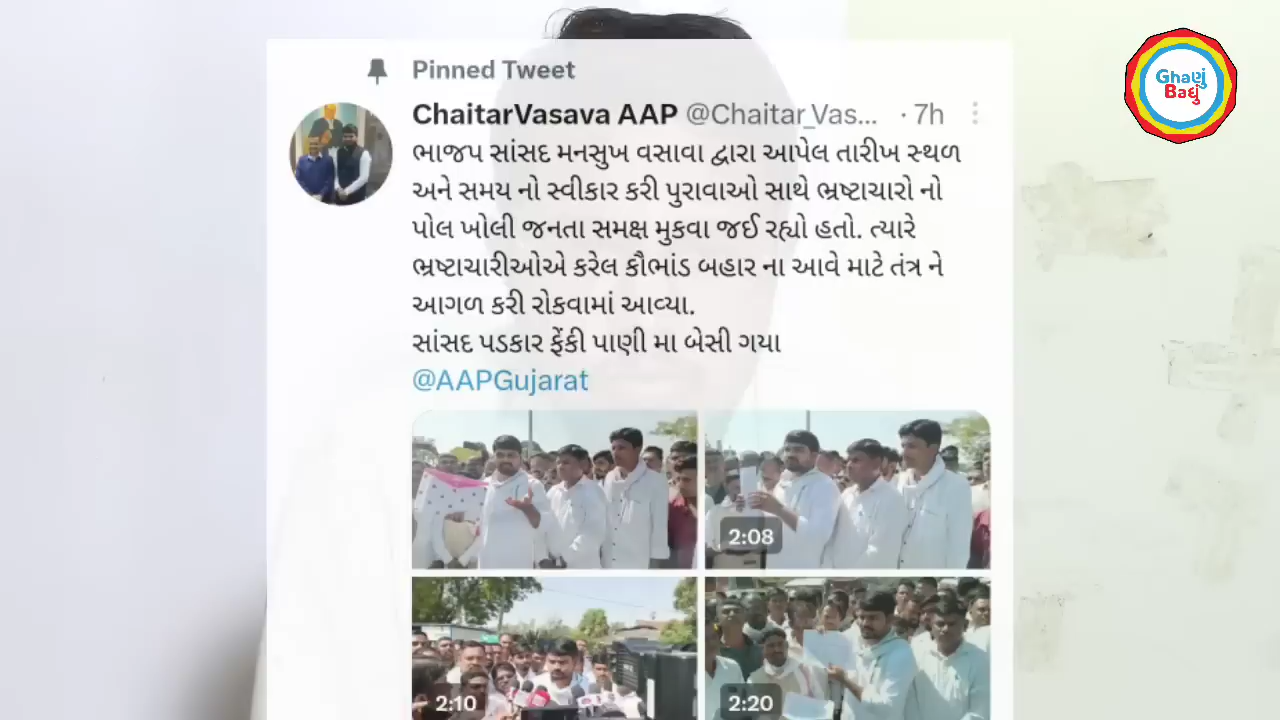 Ghaણું
Baધું
Pinned Tweet
ChaitarVasava AAP @Chaitar_Vas... · 7h
ભાજપ સાંસદ મનસુખ વસાવા દ્વારા આપેલ તારીખ સ્થળ
અને સમય નો સ્વીકાર કરી પુરાવાઓ સાથે ભ્રષ્ટાચારો નો
પોલ ખોલી જનતા સમક્ષ મુકવા જઈ રહ્યો હતો. ત્યારે
ભ્રષ્ટાચારીઓએ કરેલ કૌભાંડ બહાર ના આવે માટે તંત્ર ને
આગળ કરી રોકવામાં આવ્યા.
સાંસદ પડકાર ફેંકી પાણી મા બેસી ગયા
@AAPGujarat
2:08
2:10
2:20